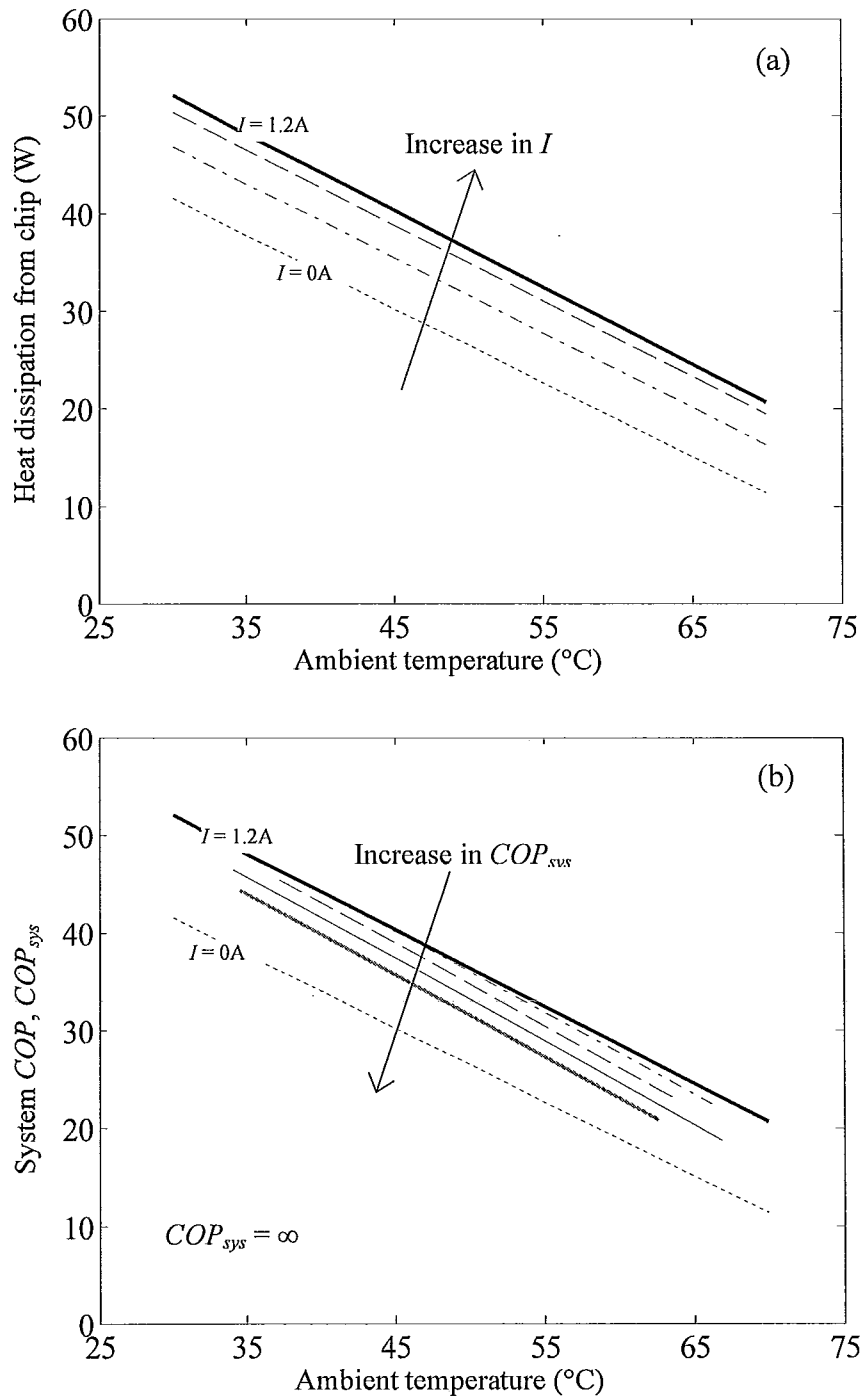 60
(a)
50
I = 1.2A
Increase in I
40
I = 0A
30
20
10
0
25
35
45
55
65
75
Heat dissipation from chip (W)
Ambient temperature (°C)
60
(b)
50
I = 1.2A
Increase in COPsys
40
I = 0A
30
20
10
COPsys = ∞
0
25
35
45
55
65
75
System COP, COPsys
Ambient temperature (°C)